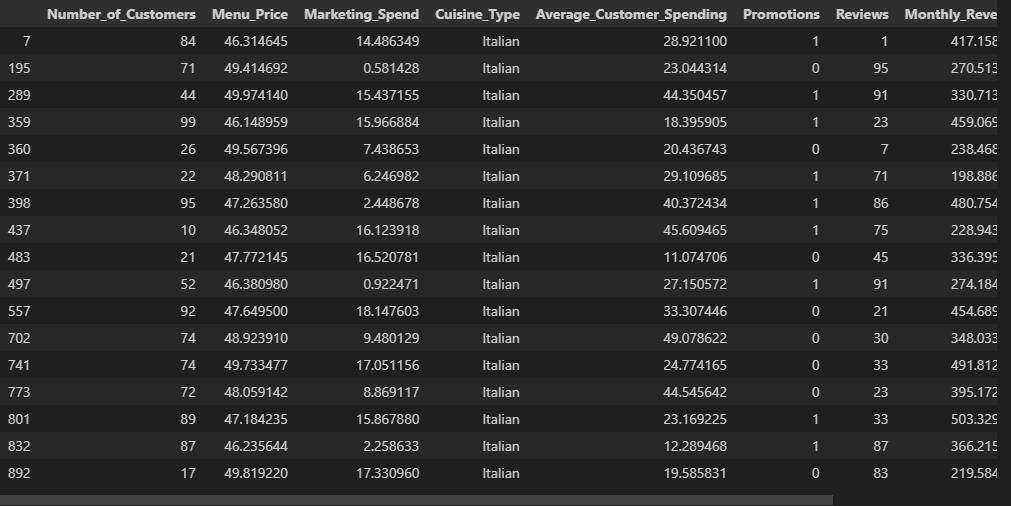 Number_of_Customers Menu_Price Marketing_Spend Cuisine_Type Average_Customer_Spending Promotions Reviews Monthly_Reve
7 84 46.314645 14.486349 Italian 28.921100 1 1 417.158
195 71 49.414692 0.581428 Italian 23.044314 0 95 270.513
289 44 49.974140 15.437155 Italian 44.350457 1 91 330.713
359 99 46.148959 15.966884 Italian 18.395905 1 23 459.069
360 26 49.567396 7.438653 Italian 20.436743 0 7 238.468
371 22 48.290811 6.246982 Italian 29.109685 1 71 198.886
398 95 47.263580 2.448678 Italian 40.372434 1 86 480.754
437 10 46.348052 16.123918 Italian 45.609465 1 75 228.943
483 21 47.772145 16.520781 Italian 11.074706 0 45 336.395
497 52 46.380980 0.922471 Italian 27.150572 1 91 274.184
557 92 47.649500 18.147603 Italian 33.307446 0 21 454.689
702 74 48.923910 9.480129 Italian 49.078622 0 30 348.033
741 74 49.733477 17.051156 Italian 24.774165 0 33 491.812
773 72 48.059142 8.869117 Italian 44.545642 0 23 395.172
801 89 47.184235 15.867880 Italian 23.169225 1 33 503.329
832 87 46.235644 2.258633 Italian 12.289468 1 87 366.215
892 17 49.819220 17.330960 Italian 19.585831 0 83 219.584